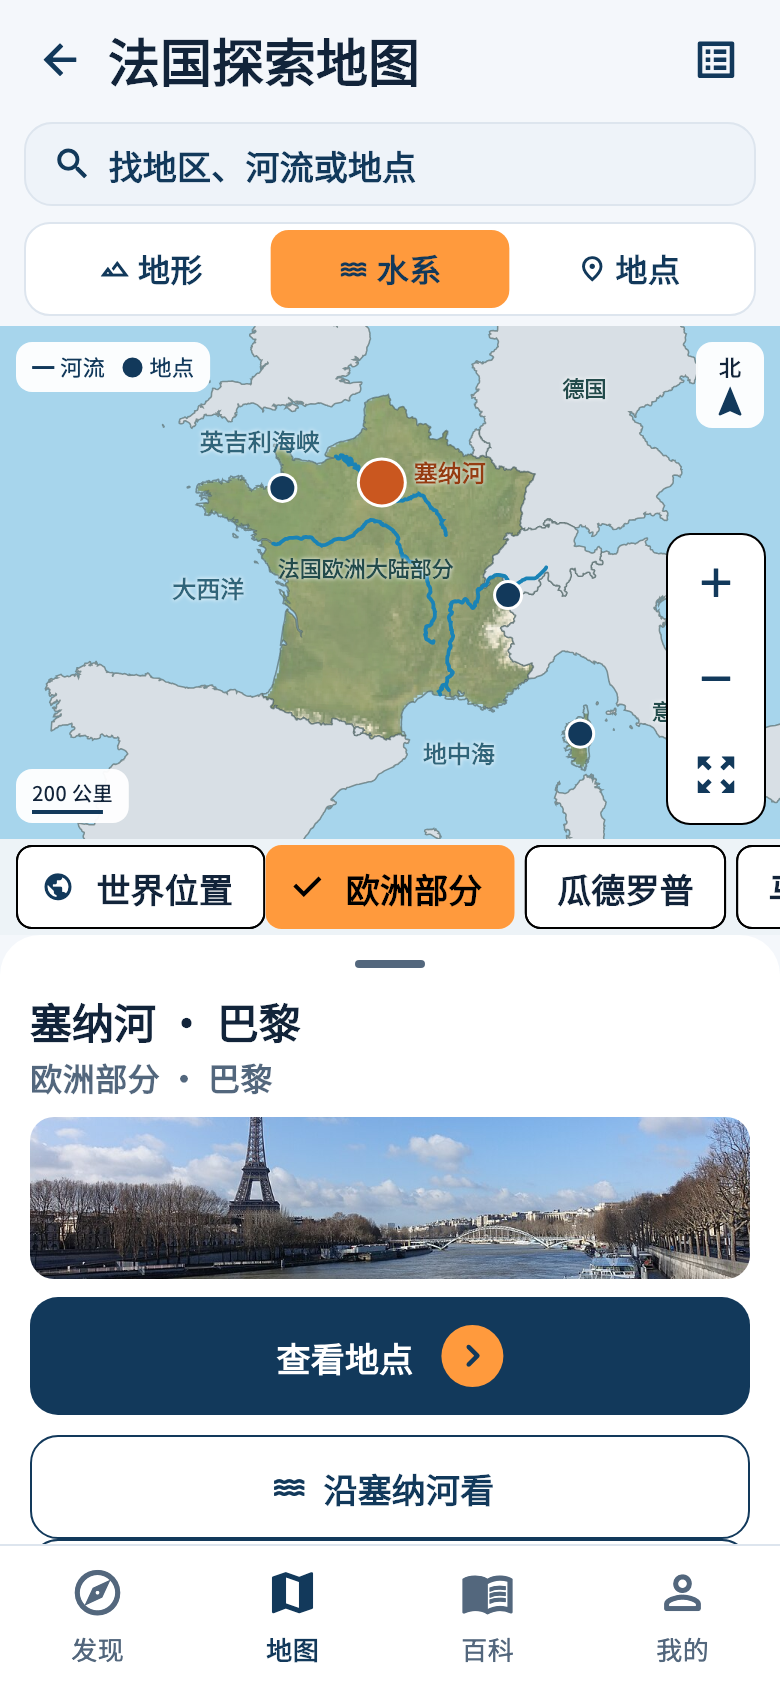 法国探索地图
找地区、河流或地点
地形
水系
地点
河流
地点
北
德国
英吉利海峡
塞纳河
法国欧洲大陆部分
大西洋
地中海
200 公里
世界位置
欧洲部分
瓜德罗普
塞纳河 · 巴黎
欧洲部分 · 巴黎
查看地点
沿塞纳河看
发现
地图
百科
我的